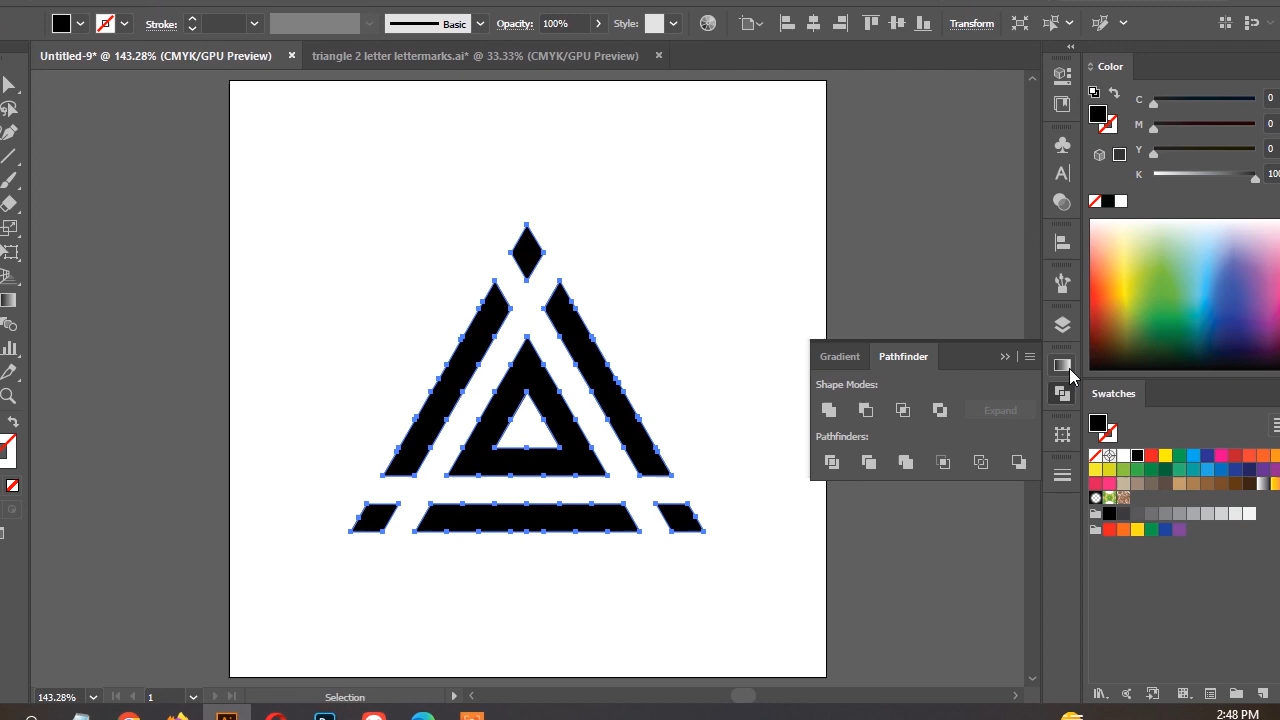 Stroke:
Basic
Opacity:
100%
Style:
Transform
Untitled-9* @ 143.28% (CMYK/GPU Preview)
×
triangle 2 letter lettermarks.ai* @ 33.33% (CMYK/GPU Preview)
×
Color
C
0
M
0
Y
0
K
100
Gradient
Pathfinder
Shape Modes:
Expand
Pathfinders:
Swatches
143.28%
1
Selection
2:48 PM